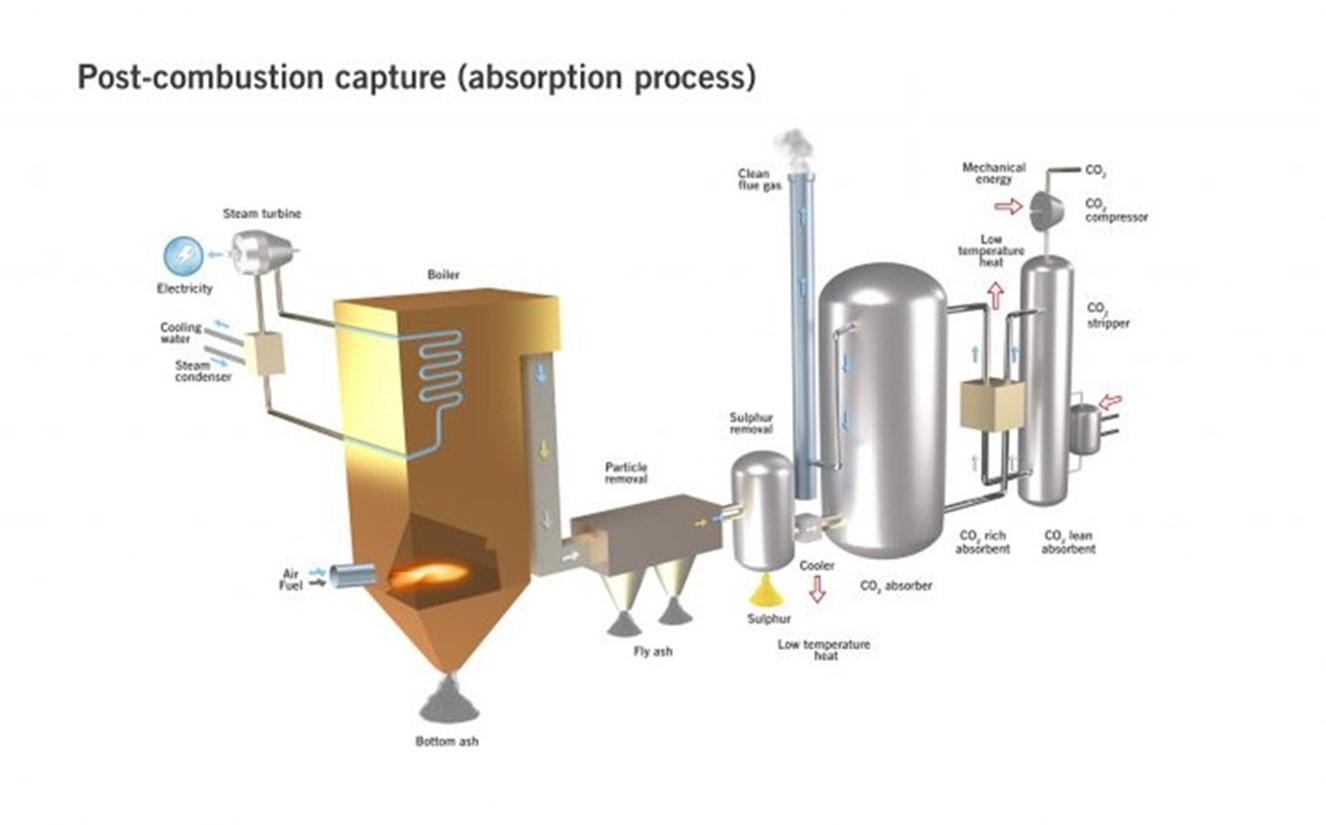 Post-combustion capture (absorption process)
Clean
flue gas
Mechanical
energy
CO₂
CO₂
compressor
Steam turbine
Low
temperature
heat
Boiler
Electricity
CO₂
stripper
Cooling
water
Steam
condenser
Sulphur
removal
Particle
removal
CO₂ rich
absorbent
CO₂ lean
absorbent
Air
Fuel
Cooler
CO₂ absorber
Sulphur
Fly ash
Low temperature
heat
Bottom ash